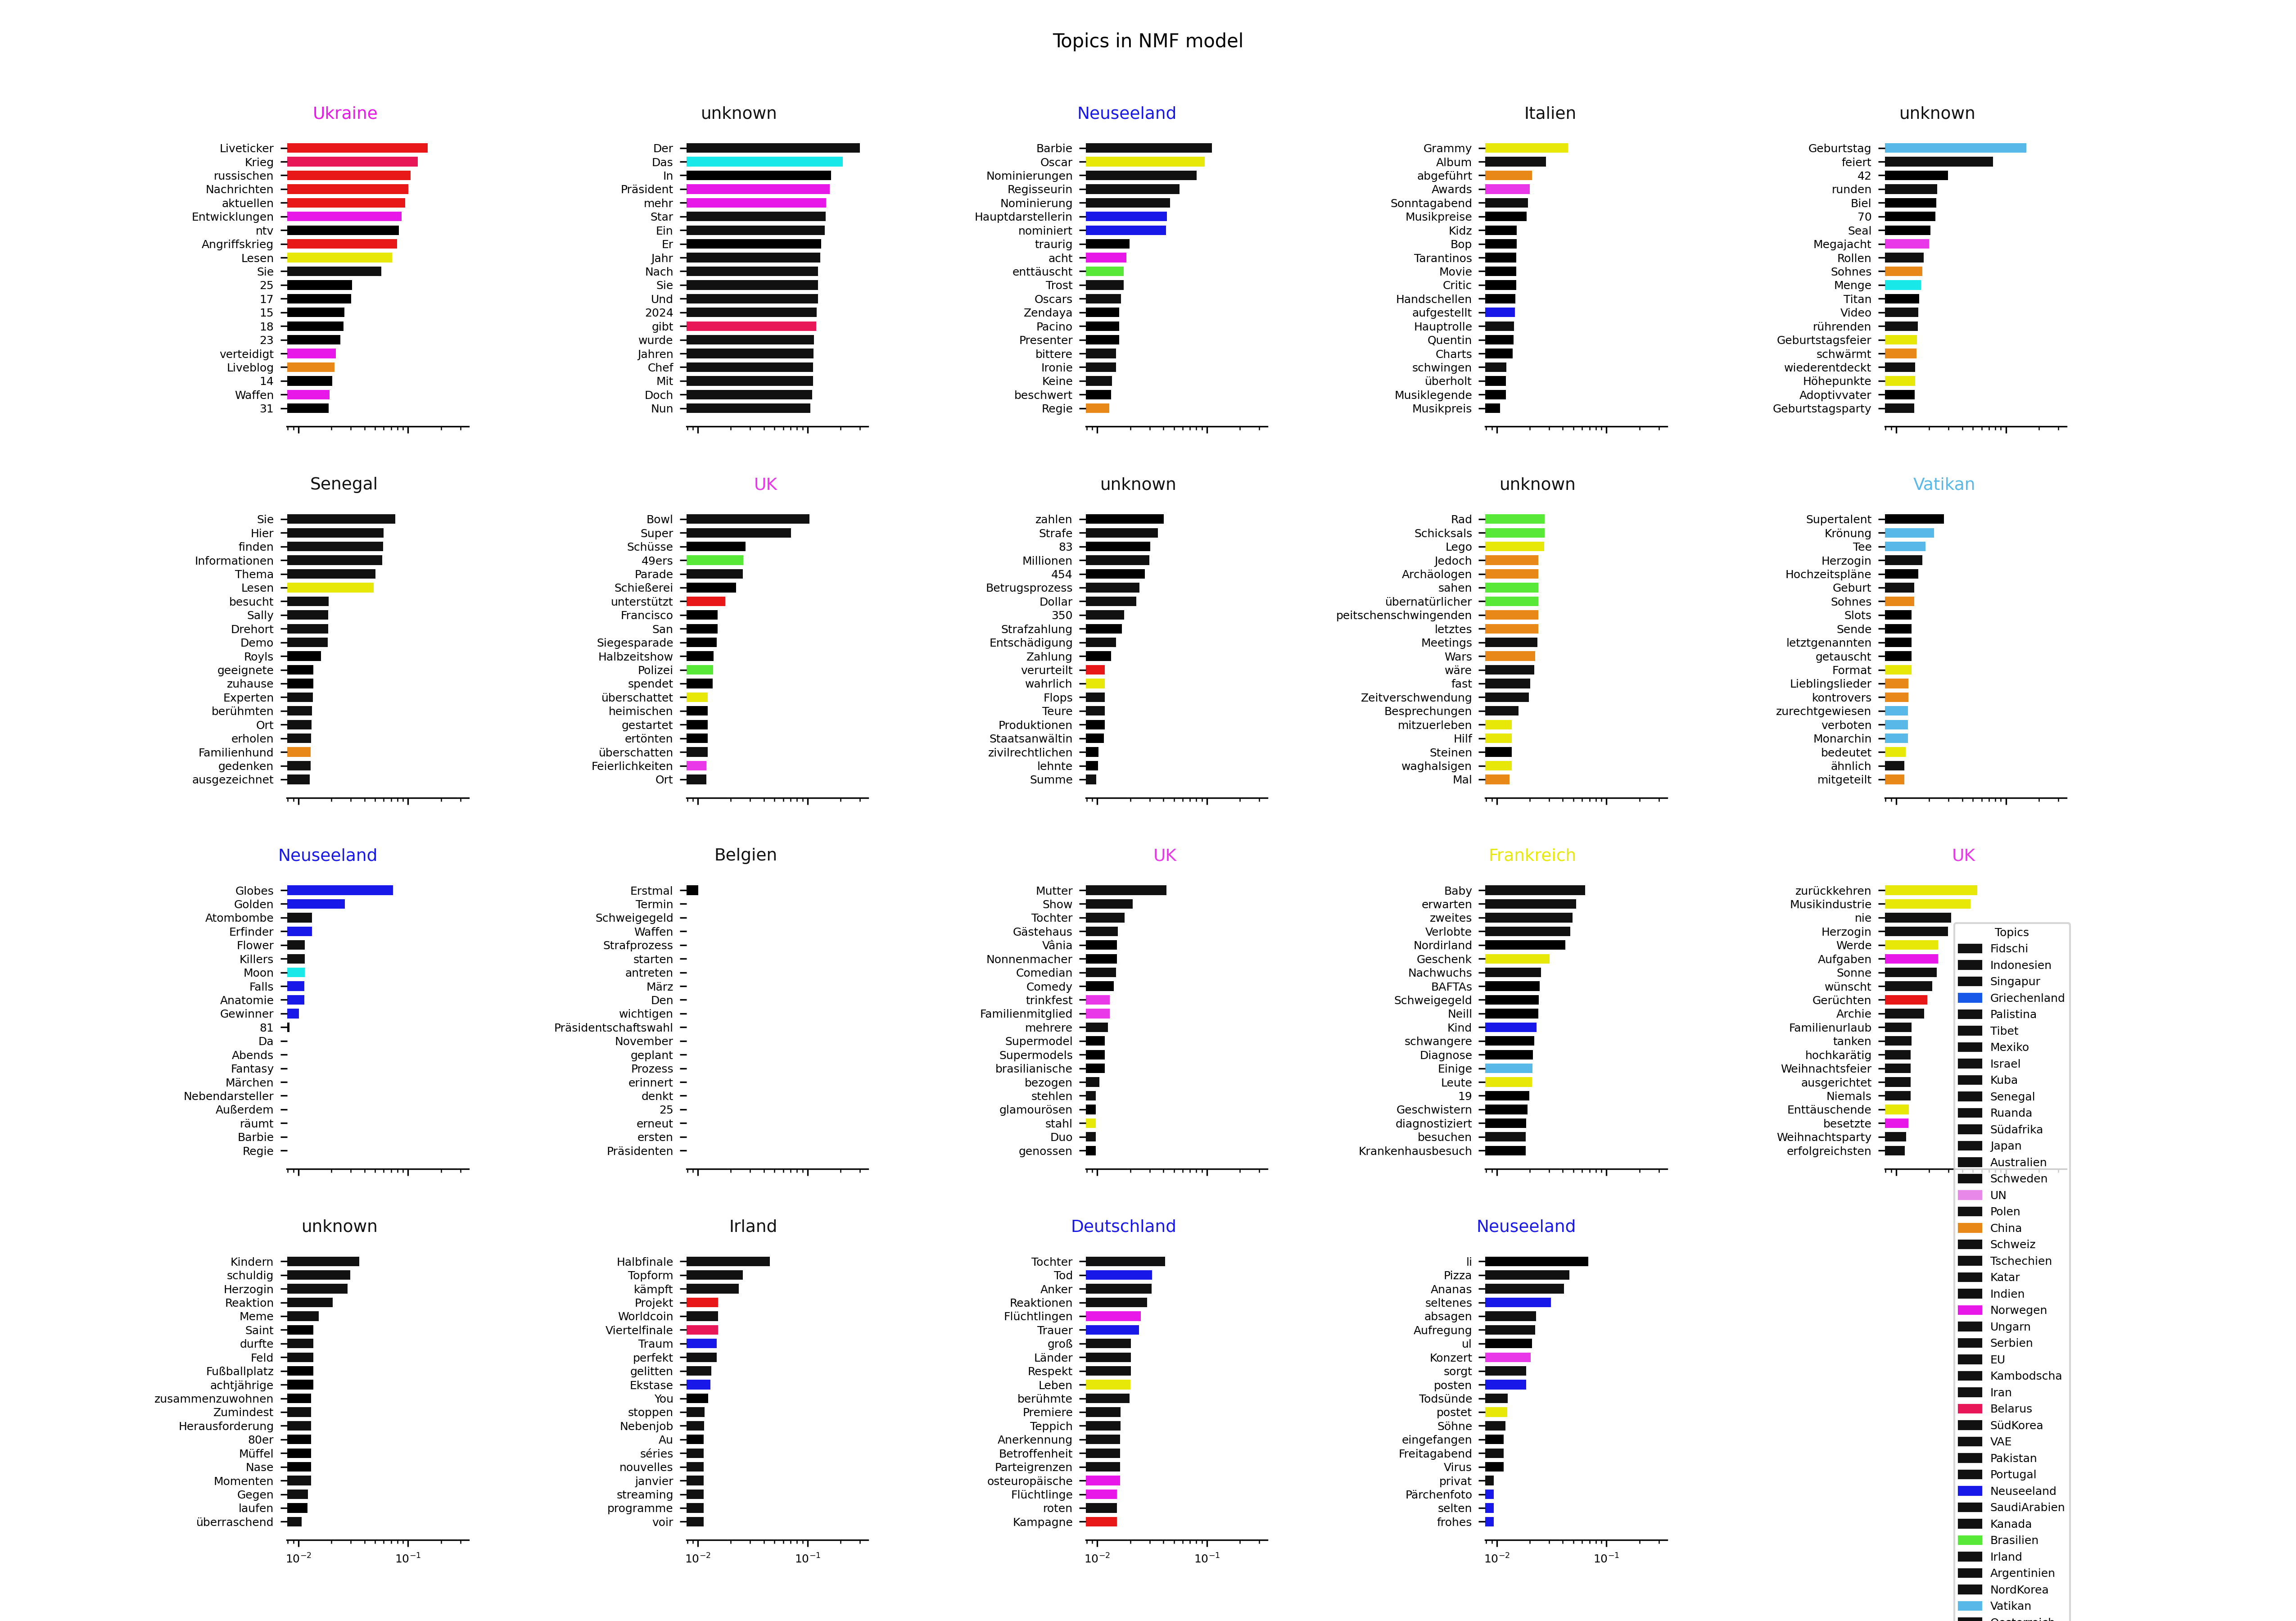 Topics in NMF model
Ukraine
Liveticker
Krieg
russischen
Nachrichten
aktuellen
Entwicklungen
ntv
Angriffskrieg
Lesen
Sie
25
17
15
18
23
verteidigt
Liveblog
14
Waffen
31
unknown
Der
Das
In
Präsident
mehr
Star
Ein
Er
Jahr
Nach
Sie
Und
2024
gibt
wurde
Jahren
Chef
Mit
Doch
Nun
Neuseeland
Barbie
Oscar
Nominierungen
Regisseurin
Nominierung
Hauptdarstellerin
nominiert
traurig
acht
enttäuscht
Trost
Oscars
Zendaya
Pacino
Presenter
bittere
Ironie
Keine
beschwert
Regie
Italien
Grammy
Album
abgeführt
Awards
Sonntagabend
Musikpreise
Kidz
Bop
Tarantinos
Movie
Critic
Handschellen
aufgestellt
Hauptrolle
Quentin
Charts
schwingen
überholt
Musiklegende
Musikpreis
unknown
Geburtstag
feiert
42
runden
Biel
70
Seal
Megajacht
Rollen
Sohnes
Menge
Titan
Video
rührenden
Geburtstagsfeier
schwärmt
wiederentdeckt
Höhepunkte
Adoptivvater
Geburtstagsparty
Senegal
Sie
Hier
finden
Informationen
Thema
Lesen
besucht
Sally
Drehort
Demo
Royls
geeignete
zuhause
Experten
berühmten
Ort
erholen
Familienhund
gedenken
ausgezeichnet
UK
Bowl
Super
Schüsse
49ers
Parade
Schießerei
unterstützt
Francisco
San
Siegesparade
Halbzeitshow
Polizei
spendet
überschattet
heimischen
gestartet
ertönten
überschatten
Feierlichkeiten
Ort
unknown
zahlen
Strafe
83
Millionen
454
Betrugsprozess
Dollar
350
Strafzahlung
Entschädigung
Zahlung
verurteilt
wahrlich
Flops
Teure
Produktionen
Staatsanwältin
zivilrechtlichen
lehnte
Summe
unknown
Rad
Schicksals
Lego
Jedoch
Archäologen
sahen
übernatürlicher
peitschenschwingenden
letztes
Meetings
Wars
wäre
fast
Zeitverschwendung
Besprechungen
mitzuerleben
Hilf
Steinen
waghalsigen
Mal
Vatikan
Supertalent
Krönung
Tee
Herzogin
Hochzeitspläne
Geburt
Sohnes
Slots
Sende
letztgenannten
getauscht
Format
Lieblingslieder
kontrovers
zurechtgewiesen
verboten
Monarchin
bedeutet
ähnlich
mitgeteilt
Neuseeland
Globes
Golden
Atombombe
Erfinder
Flower
Killers
Moon
Falls
Anatomie
Gewinner
81
Da
Abends
Fantasy
Märchen
Nebendarsteller
Außerdem
räumt
Barbie
Regie
Belgien
Erstmal
Termin
Schweigegeld
Waffen
Strafprozess
starten
antreten
März
Den
wichtigen
Präsidentschaftswahl
November
geplant
Prozess
erinnert
denkt
25
erneut
ersten
Präsidenten
UK
Mutter
Show
Tochter
Gästehaus
Vânia
Nonnenmacher
Comedian
Comedy
trinkfest
Familienmitglied
mehrere
Supermodel
Supermodels
brasilianische
bezogen
stehlen
glamourösen
stahl
Duo
genossen
Frankreich
Baby
erwarten
zweites
Verlobte
Nordirland
Geschenk
Nachwuchs
BAFTAs
Schweigegeld
Neill
Kind
schwangere
Diagnose
Einige
Leute
19
Geschwistern
diagnostiziert
besuchen
Krankenhausbesuch
UK
zurückkehren
Musikindustrie
nie
Herzogin
Werde
Aufgaben
Sonne
wünscht
Gerüchten
Archie
Familienurlaub
tanken
hochkarätig
Weihnachtsfeier
ausgerichtet
Niemals
Enttäuschende
besetzte
Weihnachtsparty
erfolgreichsten
unknown
Kindern
schuldig
Herzogin
Reaktion
Meme
Saint
durfte
Feld
Fußballplatz
achtjährige
zusammenzuwohnen
Zumindest
Herausforderung
80er
Müffel
Nase
Momenten
Gegen
laufen
überraschend
10⁻² 10⁻¹
Irland
Halbfinale
Topform
kämpft
Projekt
Worldcoin
Viertelfinale
Traum
perfekt
gelitten
Ekstase
You
stoppen
Nebenjob
Au
séries
nouvelles
janvier
streaming
programme
voir
10⁻² 10⁻¹
Deutschland
Tochter
Tod
Anker
Reaktionen
Flüchtlingen
Trauer
groß
Länder
Respekt
Leben
berühmte
Premiere
Teppich
Anerkennung
Betroffenheit
Parteigrenzen
osteuropäische
Flüchtlinge
roten
Kampagne
10⁻² 10⁻¹
Neuseeland
li
Pizza
Ananas
seltenes
absagen
Aufregung
ul
Konzert
sorgt
posten
Todsünde
postet
Söhne
eingefangen
Freitagabend
Virus
privat
Pärchenfoto
selten
frohes
10⁻² 10⁻¹
Topics
Fidschi
Indonesien
Singapur
Griechenland
Palistina
Tibet
Mexiko
Israel
Kuba
Senegal
Ruanda
Südafrika
Japan
Australien
Schweden
UN
Polen
China
Schweiz
Tschechien
Katar
Indien
Norwegen
Ungarn
Serbien
EU
Kambodscha
Iran
Belarus
SüdKorea
VAE
Pakistan
Portugal
Neuseeland
SaudiArabien
Kanada
Brasilien
Irland
Argentinien
NordKorea
Vatikan